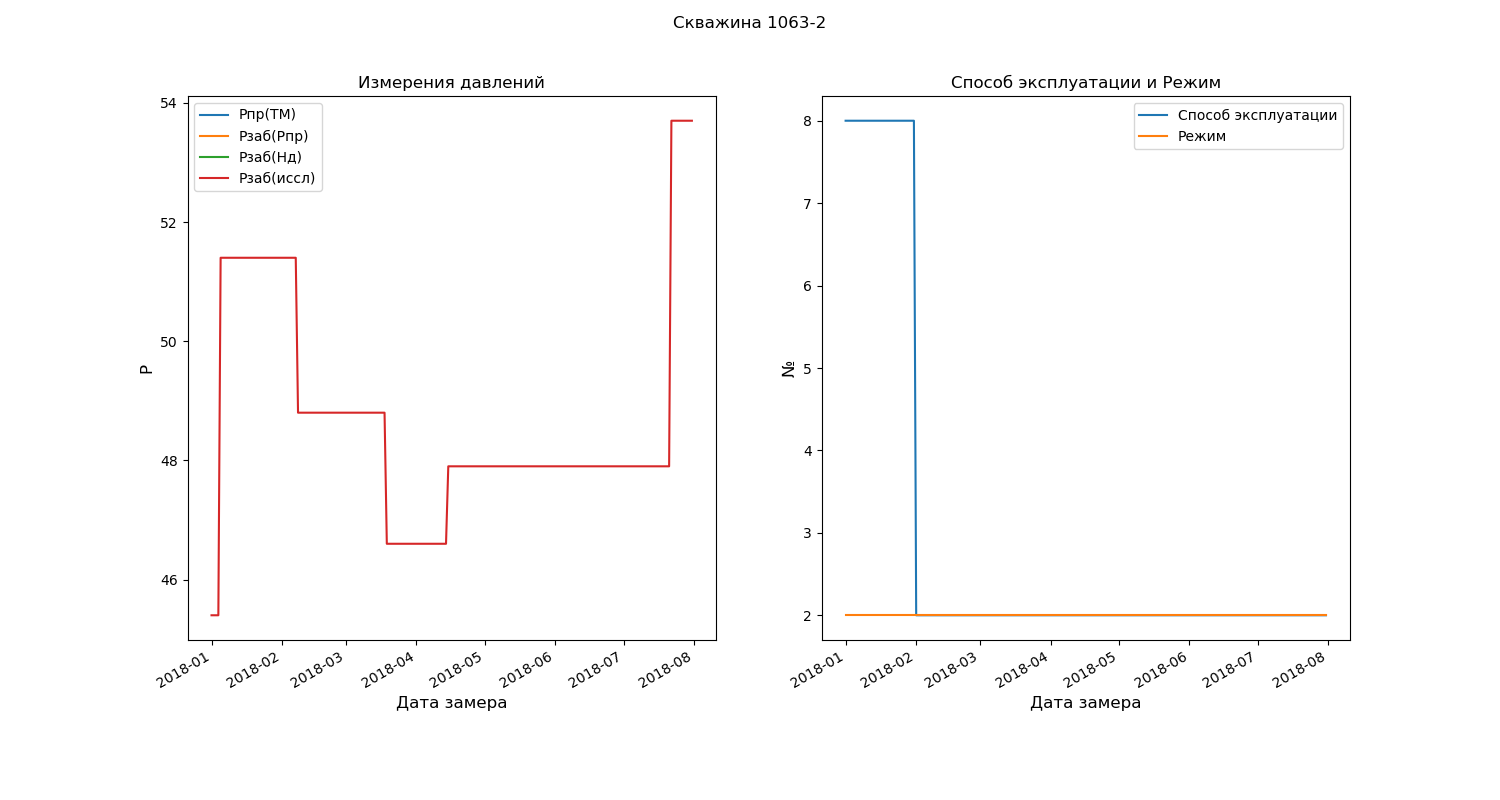 Скважина 1063-2
Измерения давлений
54
52
50
48
46
P
Рпр(ТМ)
Рзаб(Рпр)
Рзаб(Нд)
Рзаб(иссл)
2018-01
2018-02
2018-03
2018-04
2018-05
2018-06
2018-07
2018-08
Дата замера
Способ эксплуатации и Режим
8
7
6
5
4
3
2
№
Способ эксплуатации
Режим
2018-01
2018-02
2018-03
2018-04
2018-05
2018-06
2018-07
2018-08
Дата замера